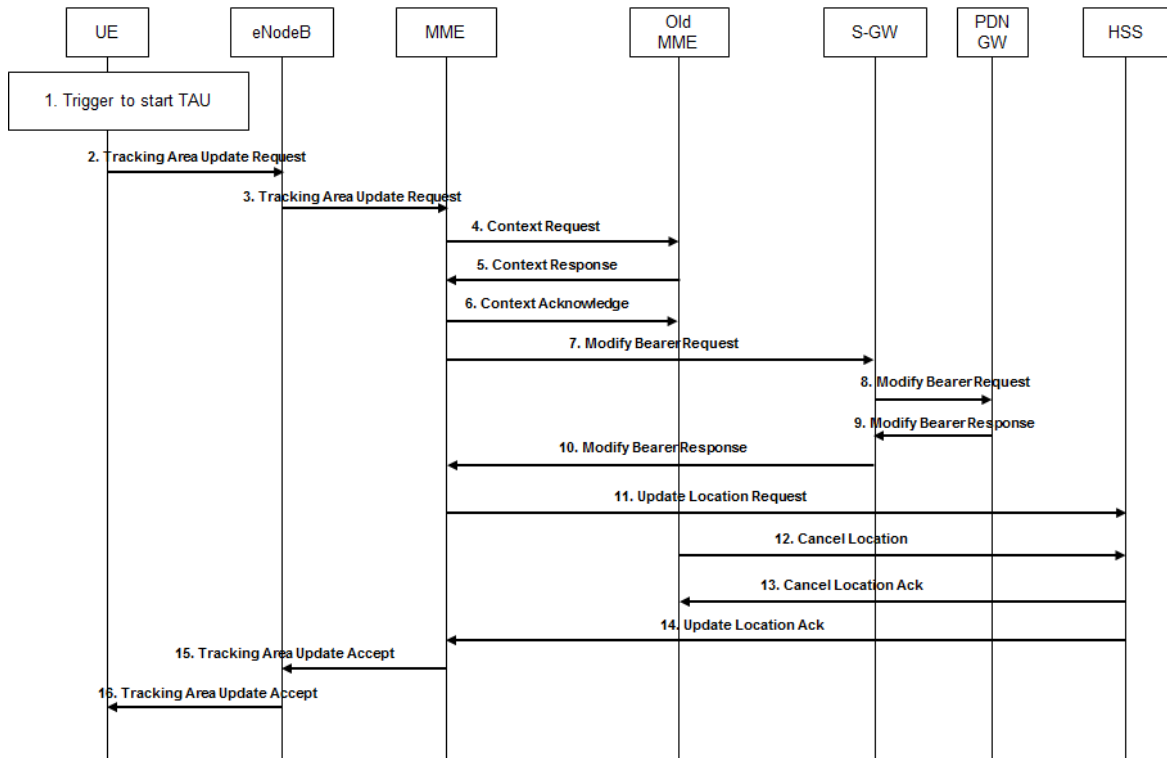 UE
eNodeB
MME
Old
MME
S-GW
PDN
GW
HSS
1. Trigger to start TAU
2. Tracking Area Update Request
3. Tracking Area Update Request
4. Context Request
5. Context Response
6. Context Acknowledge
7. Modify Bearer Request
8. Modify Bearer Request
9. Modify Bearer Response
10. Modify Bearer Response
11. Update Location Request
12. Cancel Location
13. Cancel Location Ack
14. Update Location Ack
15. Tracking Area Update Accept
16. Tracking Area Update Accept